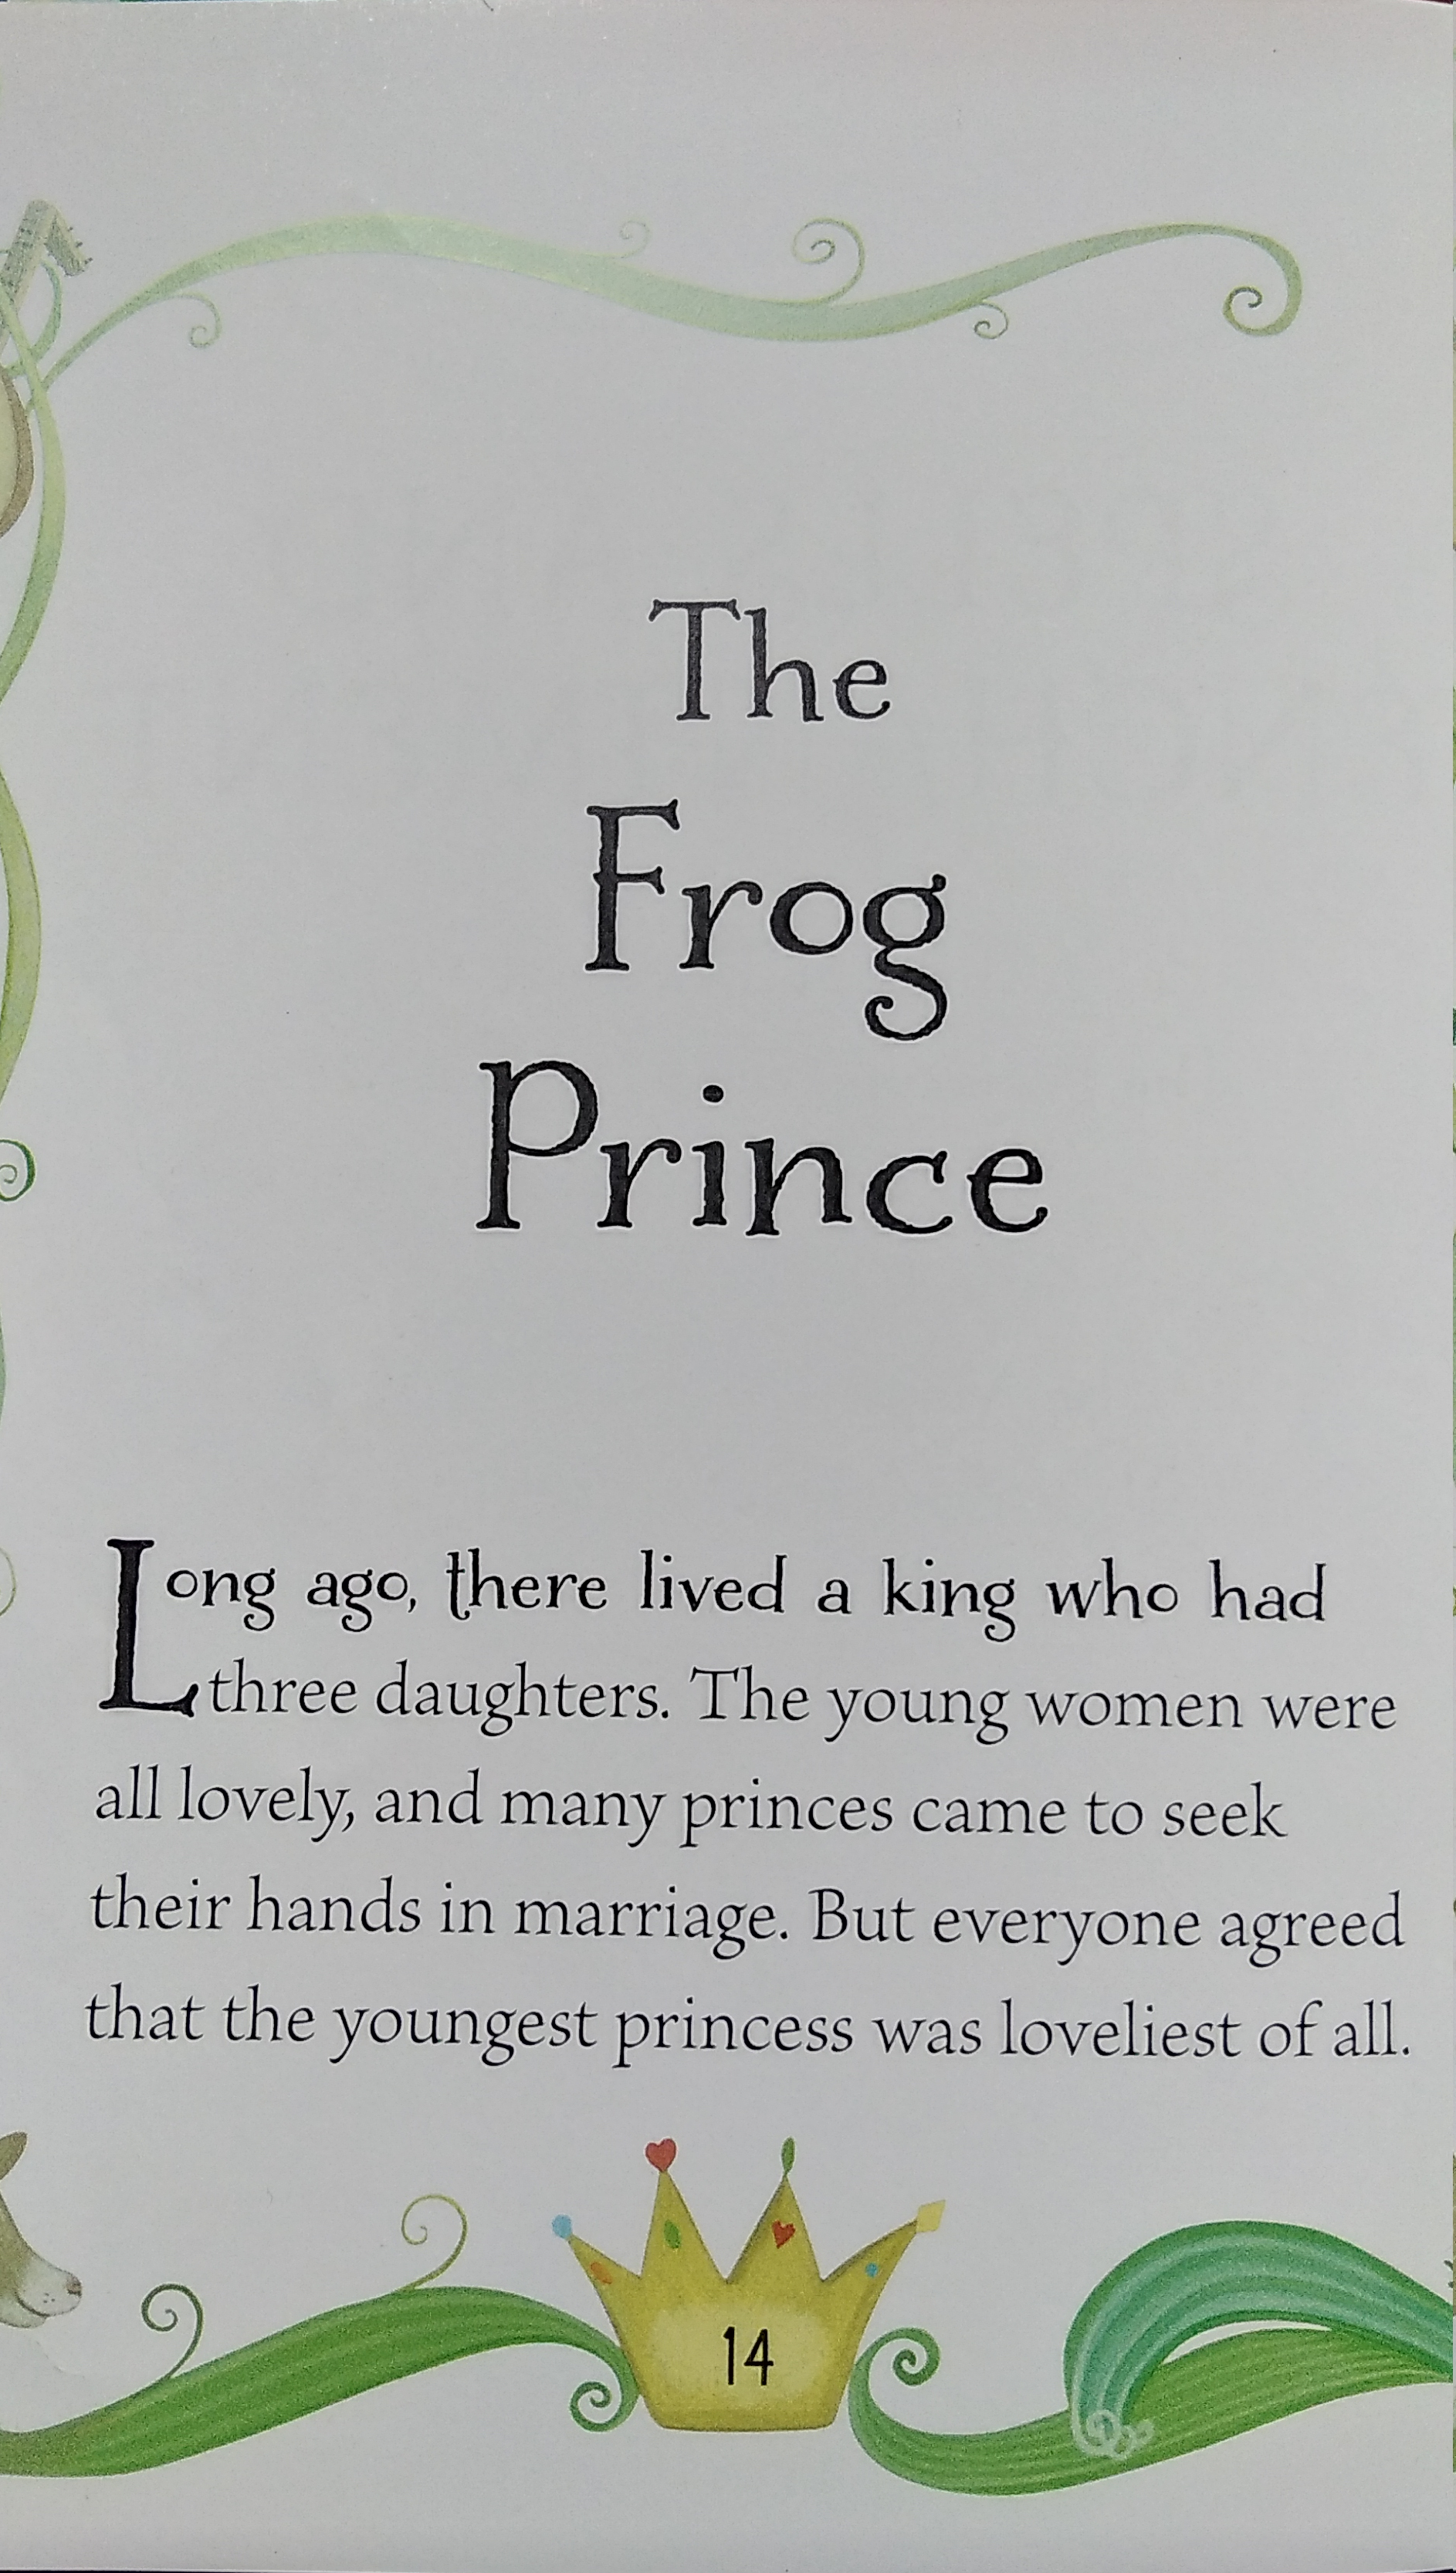 The
Frog
Prince
Long ago, there lived a king who had
three daughters. The young women were
all lovely, and many princes came to seek
their hands in marriage. But everyone agreed
that the youngest princess was loveliest of all.
14